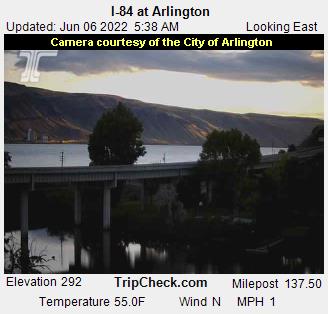 I-84 at Arlington
Updated: Jun 06 2022 5:38 AM Looking East
Camera courtesy of the City of Arlington
Elevation 292 TripCheck.com Milepost 137.50
Temperature 55.0F Wind N MPH 1